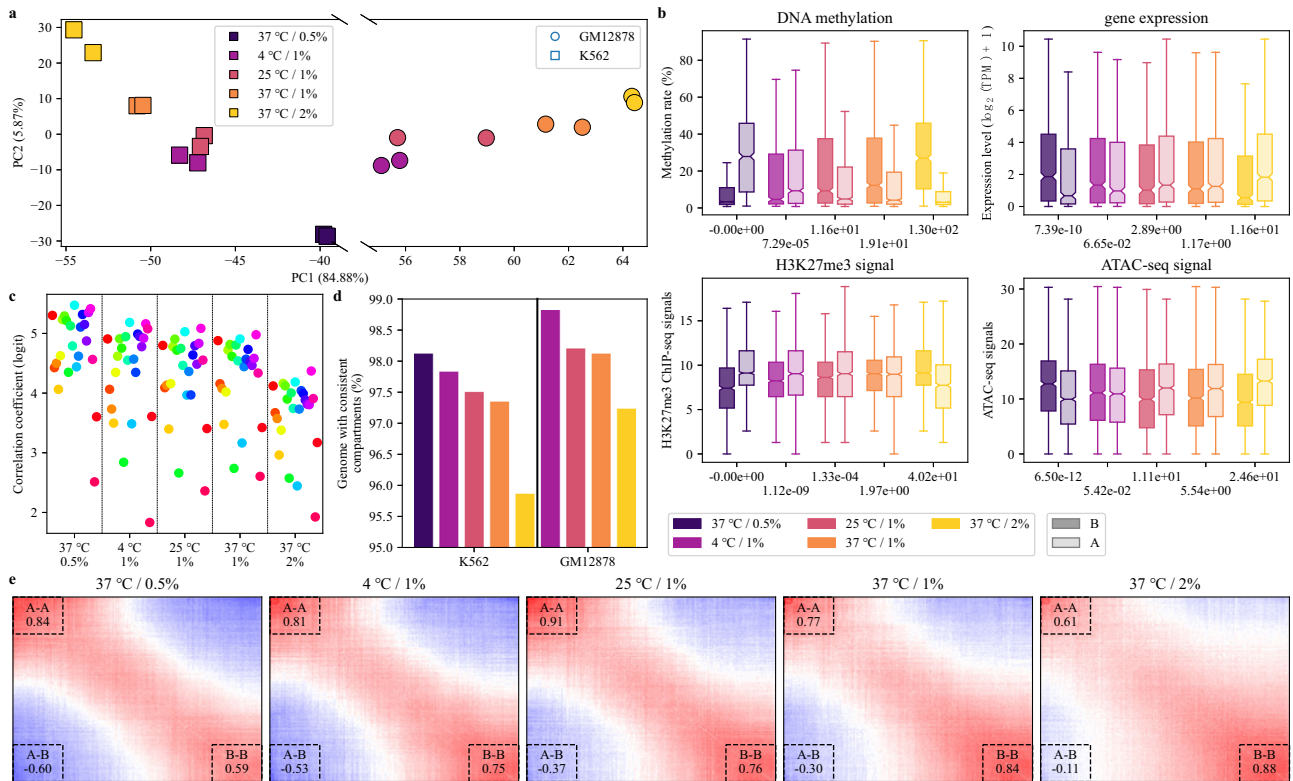 a
30
20
10
0
−10
−20
−30
PC2 (5.87%)
−55
−50
−45
−40
56
58
60
62
64
PC1 (84.88%)
37 °C / 0.5%
4 °C / 1%
25 °C / 1%
37 °C / 1%
37 °C / 2%
GM12878
K562
b
DNA methylation
Methylation rate (%)
80
60
40
20
0
-0.00e+00
7.29e-05
1.16e+01
1.91e+01
1.30e+02
gene expression
Expression level (log2 (TPM) + 1)
10
8
6
4
2
0
7.39e-10
6.65e-02
2.89e+00
1.17e+00
1.16e+01
H3K27me3 signal
H3K27me3 ChIP-seq signals
15
10
5
0
-0.00e+00
1.12e-09
1.33e-04
1.97e+00
4.02e+01
ATAC-seq signal
ATAC-seq signals
30
20
10
0
6.50e-12
5.42e-02
1.11e+01
5.54e+00
2.46e+01
37 °C / 0.5%
4 °C / 1%
25 °C / 1%
37 °C / 1%
37 °C / 2%
B
A
c
Correlation coefficient (logit)
5
4
3
2
37 °C
0.5%
4 °C
1%
25 °C
1%
37 °C
1%
37 °C
2%
d
Genome with consistent
compartments (%)
99.0
98.5
98.0
97.5
97.0
96.5
96.0
95.5
95.0
K562
GM12878
e
37 °C / 0.5%
A-A
0.84
A-B
-0.60
B-B
0.59
4 °C / 1%
A-A
0.81
A-B
-0.53
B-B
0.75
25 °C / 1%
A-A
0.91
A-B
-0.37
B-B
0.76
37 °C / 1%
A-A
0.77
A-B
-0.30
B-B
0.84
37 °C / 2%
A-A
0.61
A-B
-0.11
B-B
0.88